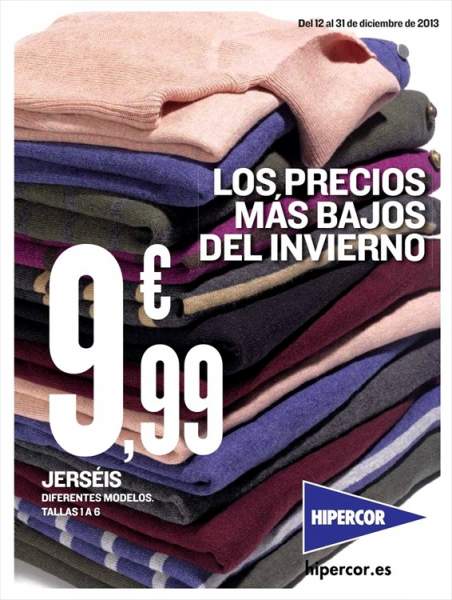 Del 12 al 31 de diciembre de 2013
LOS PRECIOS
MÁS BAJOS
DEL INVIERNO
9,99 €
JERSÉIS
DIFERENTES MODELOS.
TALLAS 1 A 6
HIPERCOR
hipercor.es